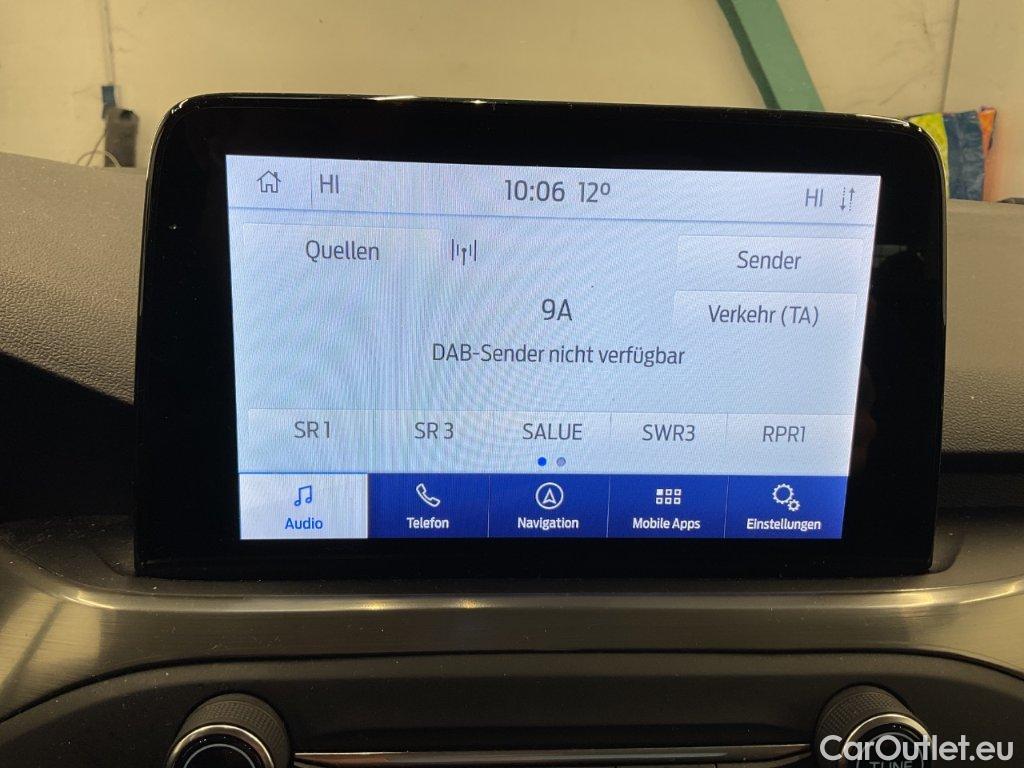 HI 10:06 12° HI
Quellen
Sender
9A
Verkehr (TA)
DAB-Sender nicht verfügbar
SR 1 SR 3 SALUE SWR3 RPR1
Audio Telefon Navigation Mobile Apps Einstellungen
TUNE
CarOutlet.eu